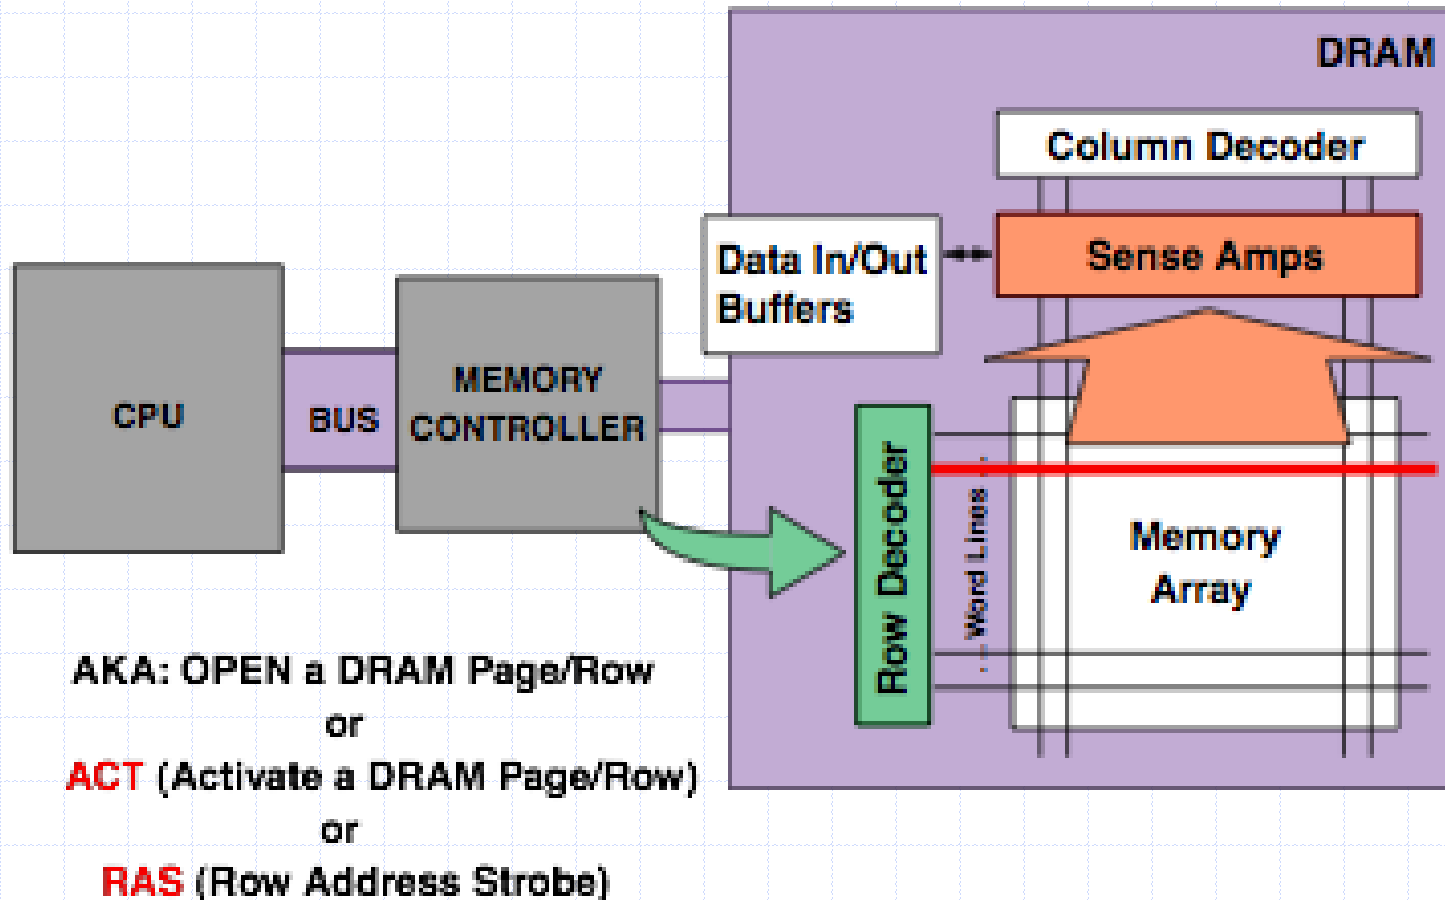 DRAM
Column Decoder
Data In/Out
Buffers
Sense Amps
CPU
BUS
MEMORY
CONTROLLER
Row Decoder
... Word Lines ...
Memory
Array
AKA: OPEN a DRAM Page/Row
or
ACT (Activate a DRAM Page/Row)
or
RAS (Row Address Strobe)